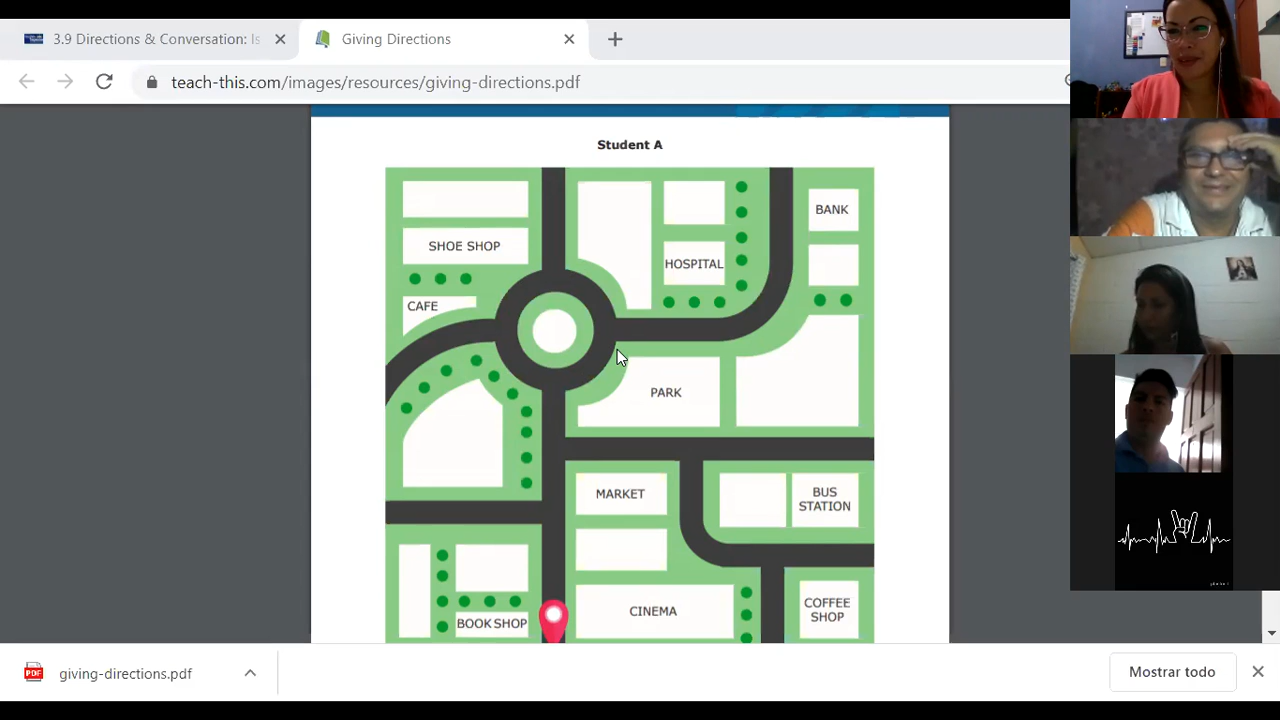 3.9 Directions & Conversation: Is
Giving Directions
teach-this.com/images/resources/giving-directions.pdf
Student A
BANK
SHOE SHOP
HOSPITAL
CAFE
PARK
MARKET
BUS
STATION
CINEMA
COFFEE
SHOP
BOOK SHOP
giving-directions.pdf
Mostrar todo